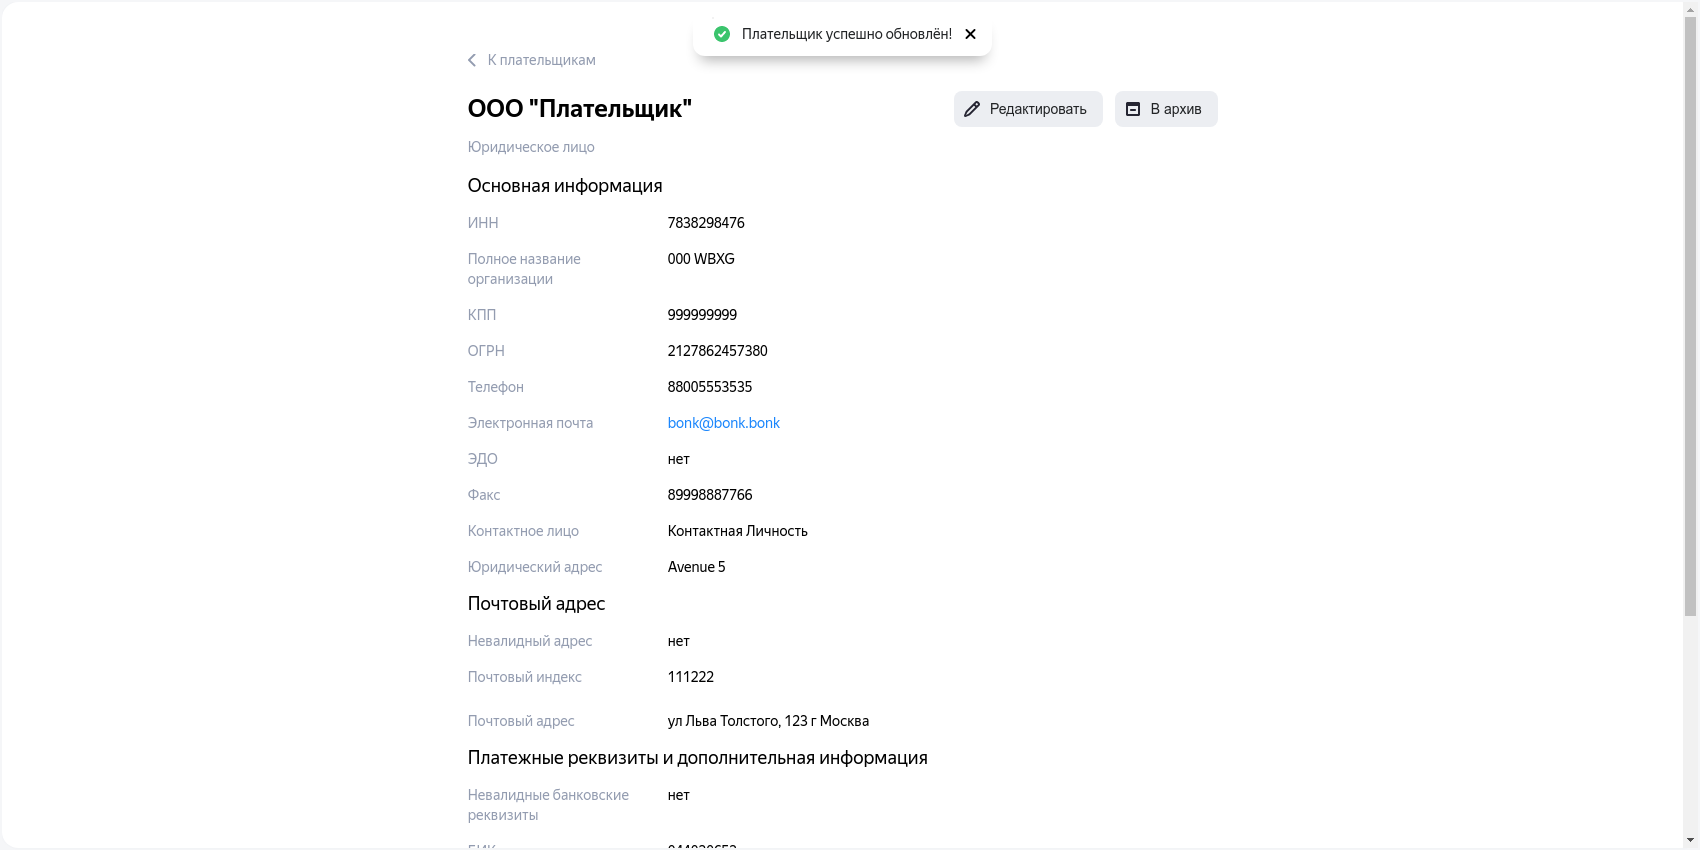 Плательщик успешно обновлён!
К плательщикам
ООО "Плательщик"
Редактировать
В архив
Юридическое лицо
Основная информация
ИНН 7838298476
Полное название 000 WBXG
организации
КПП 999999999
ОГРН 2127862457380
Телефон 88005553535
Электронная почта bonk@bonk.bonk
ЭДО нет
Факс 89998887766
Контактное лицо Контактная Личность
Юридический адрес Avenue 5
Почтовый адрес
Невалидный адрес нет
Почтовый индекс 111222
Почтовый адрес ул Льва Толстого, 123 г Москва
Платежные реквизиты и дополнительная информация
Невалидные банковские нет
реквизиты